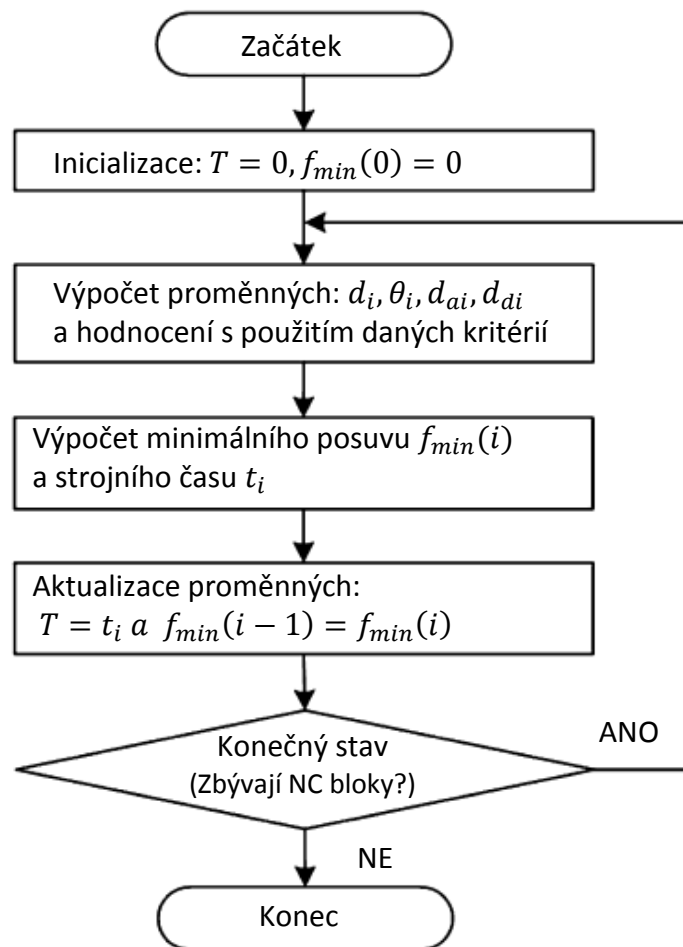 Začátek
Inicializace: T = 0, f_min(0) = 0
Výpočet proměnných: d_i, θ_i, d_ai, d_di
a hodnocení s použitím daných kritérií
Výpočet minimálního posuvu f_min(i)
a strojního času t_i
Aktualizace proměnných:
T = t_i a f_min(i − 1) = f_min(i)
Konečný stav
(Zbývají NC bloky?)
ANO
NE
Konec